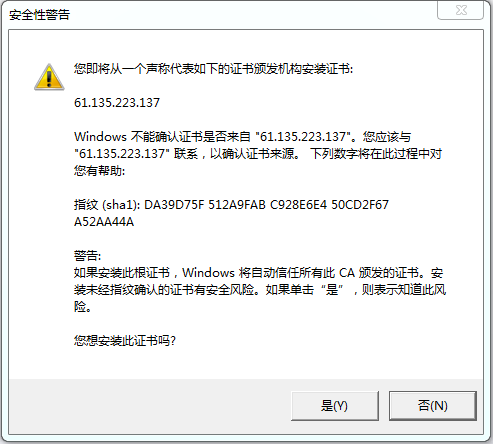 安全性警告
您即将从一个声称代表如下的证书颁发机构安装证书:
61.135.223.137
Windows 不能确认证书是否来自 "61.135.223.137"。您应该与
"61.135.223.137" 联系，以确认证书来源。 下列数字将在此过程中对
您有帮助:
指纹 (sha1): DA39D75F 512A9FAB C928E6E4 50CD2F67
A52AA44A
警告:
如果安装此根证书，Windows 将自动信任所有此 CA 颁发的证书。安
装未经指纹确认的证书有安全风险。如果单击“是”，则表示知道此风
险。
您想安装此证书吗?
是(Y)
否(N)